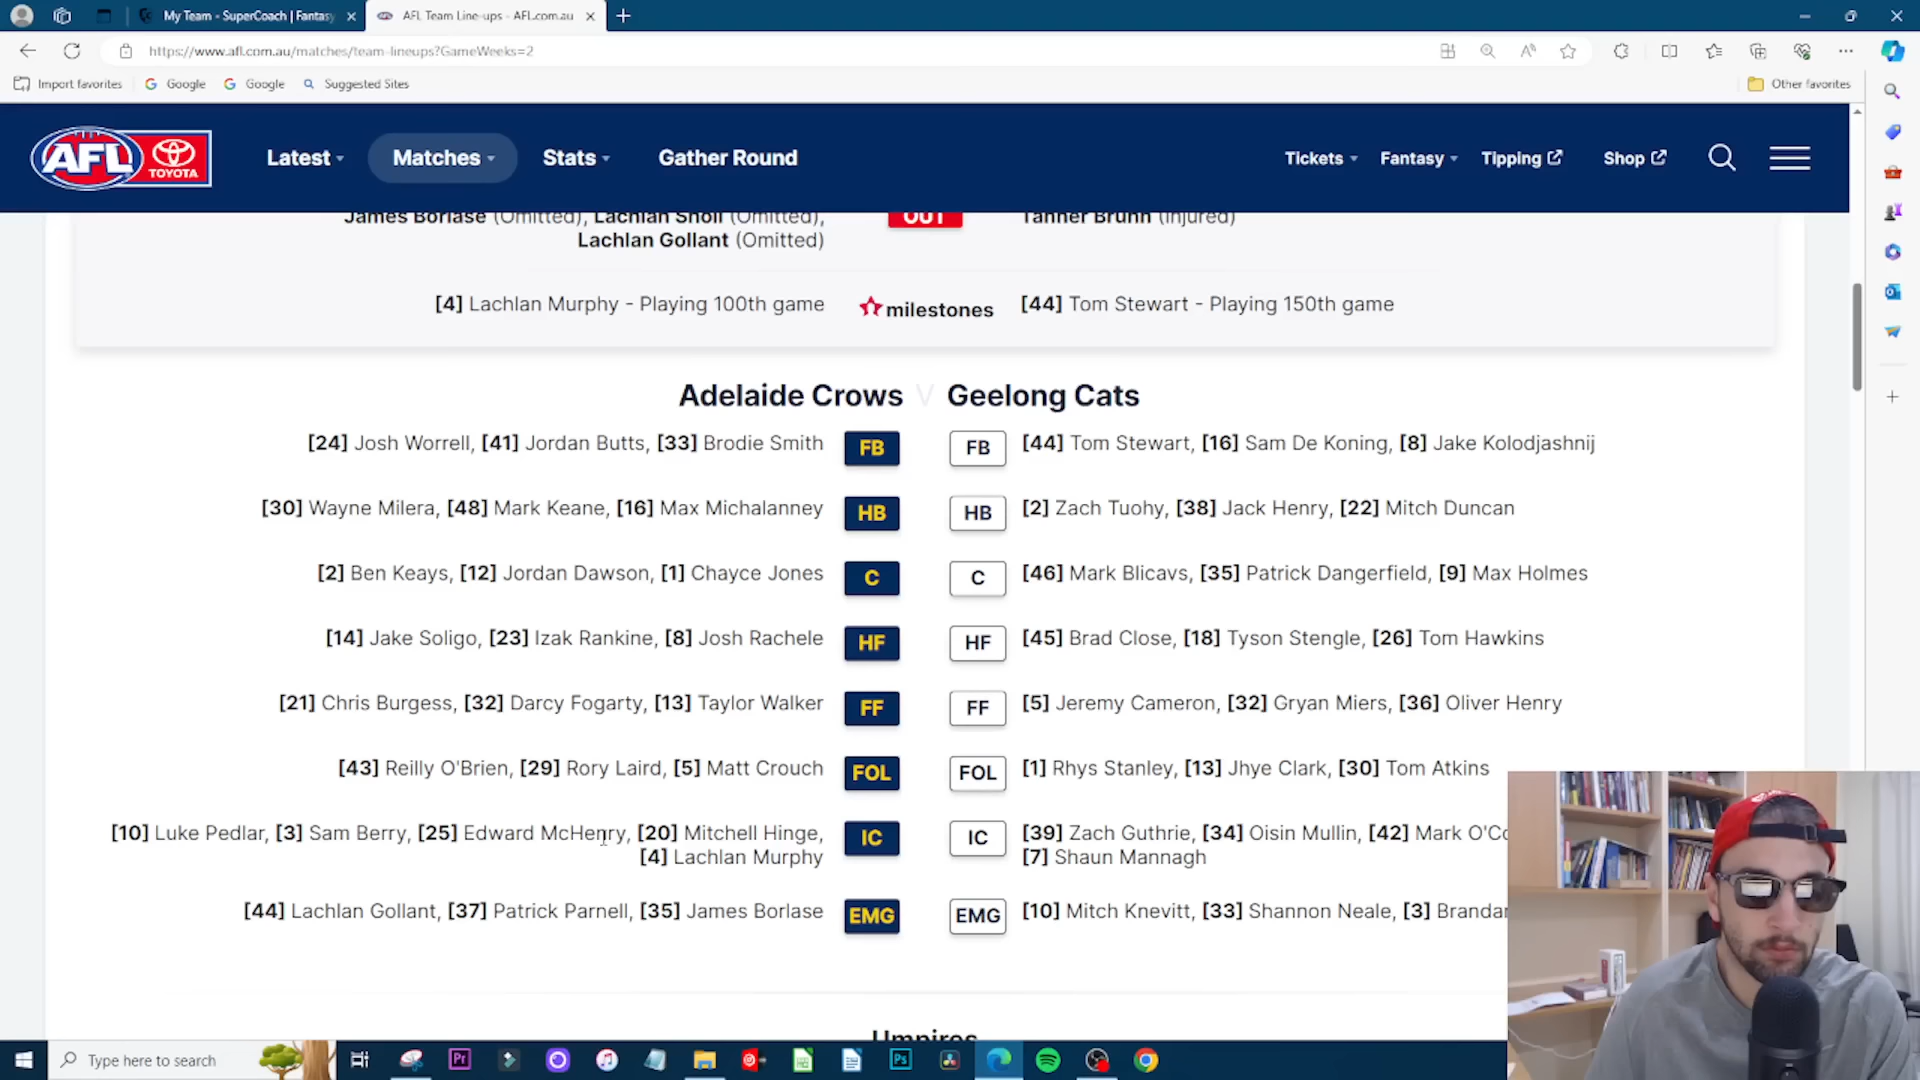 My Team - SuperCoach | Fantasy
AFL Team Line-ups - AFL.com.au
https://www.afl.com.au/matches/team-lineups?GameWeeks=2
Import favorites
Google
Google
Suggested Sites
Other favorites
AFL TOYOTA
Latest
Matches
Stats
Gather Round
Tickets
Fantasy
Tipping
Shop
James Borlase (Omitted), Lachlan Sholl (Omitted),
OUT
Tanner Bruhn (Injured)
Lachlan Gollant (Omitted)
[4] Lachlan Murphy - Playing 100th game
milestones
[44] Tom Stewart - Playing 150th game
Adelaide Crows V Geelong Cats
[24] Josh Worrell, [41] Jordan Butts, [33] Brodie Smith
FB
FB
[44] Tom Stewart, [16] Sam De Koning, [8] Jake Kolodjashnij
[30] Wayne Milera, [48] Mark Keane, [16] Max Michalanney
HB
HB
[2] Zach Tuohy, [38] Jack Henry, [22] Mitch Duncan
[2] Ben Keays, [12] Jordan Dawson, [1] Chayce Jones
C
C
[46] Mark Blicavs, [35] Patrick Dangerfield, [9] Max Holmes
[14] Jake Soligo, [23] Izak Rankine, [8] Josh Rachele
HF
HF
[45] Brad Close, [18] Tyson Stengle, [26] Tom Hawkins
[21] Chris Burgess, [32] Darcy Fogarty, [13] Taylor Walker
FF
FF
[5] Jeremy Cameron, [32] Gryan Miers, [36] Oliver Henry
[43] Reilly O'Brien, [29] Rory Laird, [5] Matt Crouch
FOL
FOL
[1] Rhys Stanley, [13] Jhye Clark, [30] Tom Atkins
[10] Luke Pedlar, [3] Sam Berry, [25] Edward McHenry, [20] Mitchell Hinge,
[4] Lachlan Murphy
IC
IC
[39] Zach Guthrie, [34] Oisin Mullin, [42] Mark O'Co
[7] Shaun Mannagh
[44] Lachlan Gollant, [37] Patrick Parnell, [35] James Borlase
EMG
EMG
[10] Mitch Knevitt, [33] Shannon Neale, [3] Brandan
Umpires
Type here to search